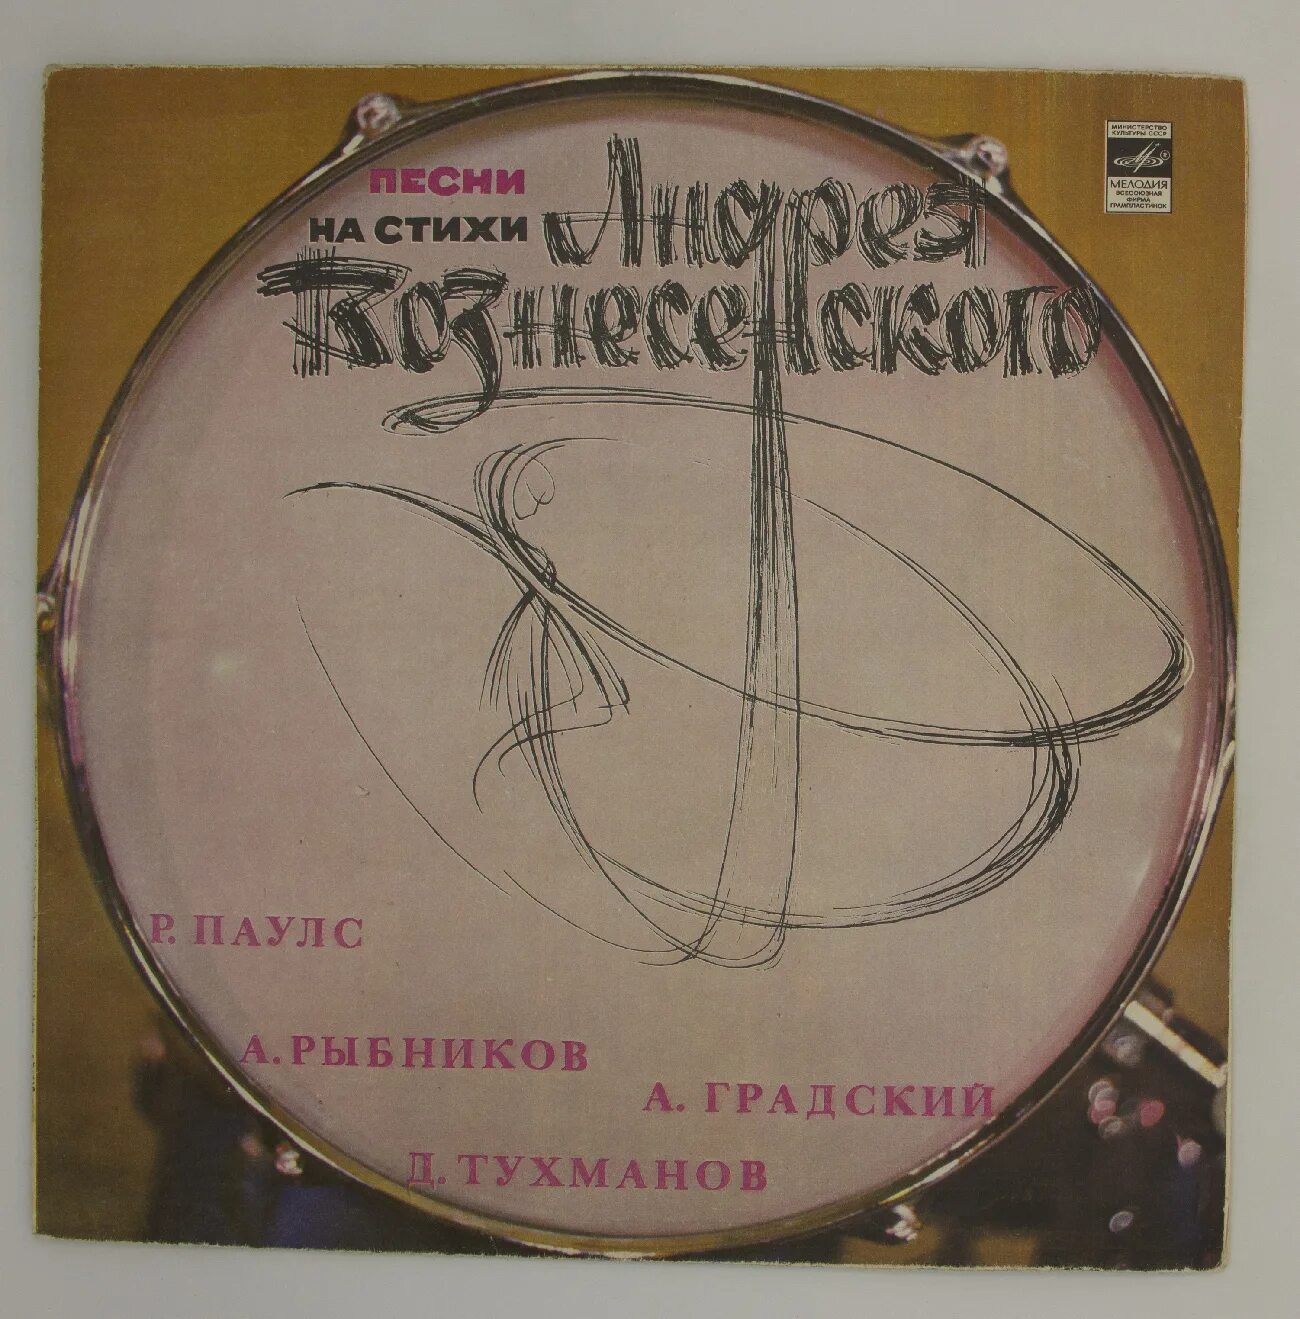 ПЕСНИ
НА СТИХИ
Андрея
Вознесенского
МИНИСТЕРСТВО
КУЛЬТУРЫ СССР
МЕЛОДИЯ
ВСЕСОЮЗНАЯ
ФИРМА
ГРАМПЛАСТИНОК
Р. ПАУЛС
А. РЫБНИКОВ
А. ГРАДСКИЙ
Д. ТУХМАНОВ